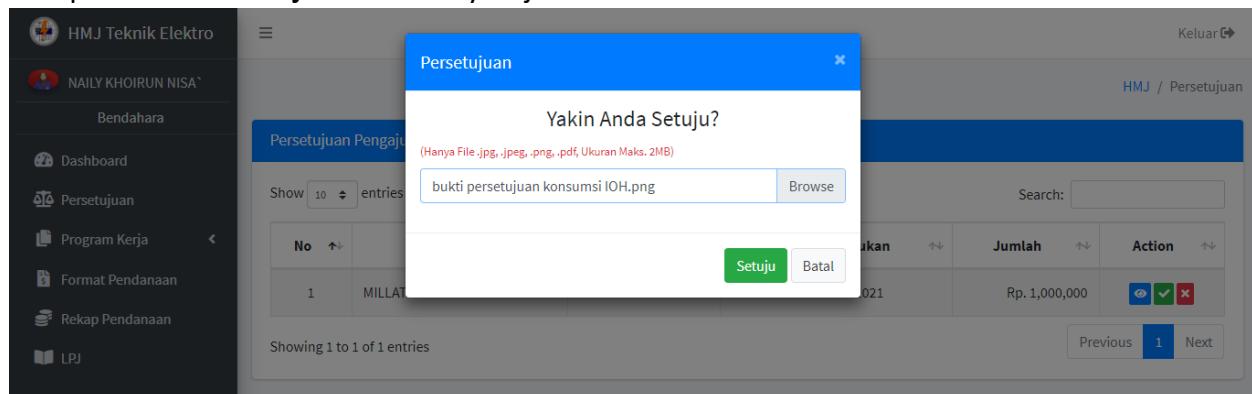 HMJ Teknik Elektro
Keluar
NAILY KHOIRUN NISA`
Bendahara
HMJ / Persetujuan
Dashboard
Persetujuan
Program Kerja
Format Pendanaan
Rekap Pendanaan
LPJ
Persetujuan
×
Yakin Anda Setuju?
(Hanya File .jpg, .jpeg, .png, .pdf, Ukuran Maks. 2MB)
bukti persetujuan konsumsi IOH.png Browse
Setuju Batal
Persetujuan Pengaju
Show 10 entries
Search:
No ukan Jumlah Action
1 MILLAT 021 Rp. 1,000,000
Showing 1 to 1 of 1 entries
Previous 1 Next